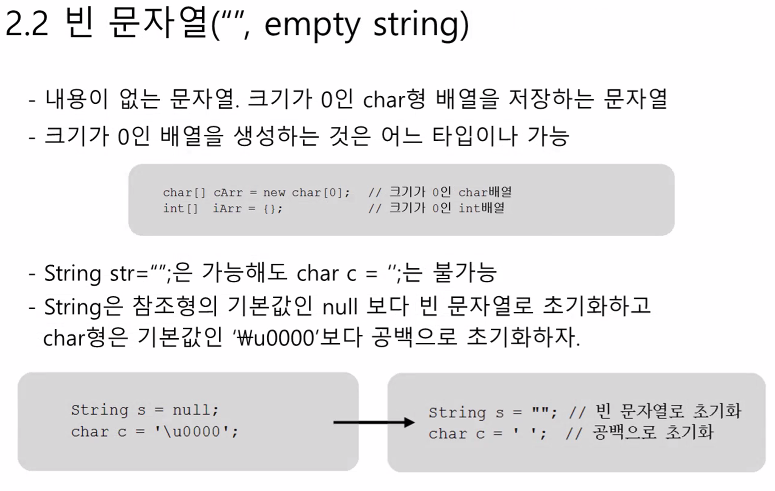 2.2 빈 문자열(“”, empty string)
- 내용이 없는 문자열. 크기가 0인 char형 배열을 저장하는 문자열
- 크기가 0인 배열을 생성하는 것은 어느 타입이나 가능
char[] cArr = new char[0];  // 크기가 0인 char배열
int[]  iArr = {};           // 크기가 0인 int배열
- String str=“”;은 가능해도 char c = ‘’;는 불가능
- String은 참조형의 기본값인 null 보다 빈 문자열로 초기화하고
char형은 기본값인 ‘₩u0000’보다 공백으로 초기화하자.
String s = null;
char c = '\u0000';
String s = ""; // 빈 문자열로 초기화
char c = ' ';  // 공백으로 초기화